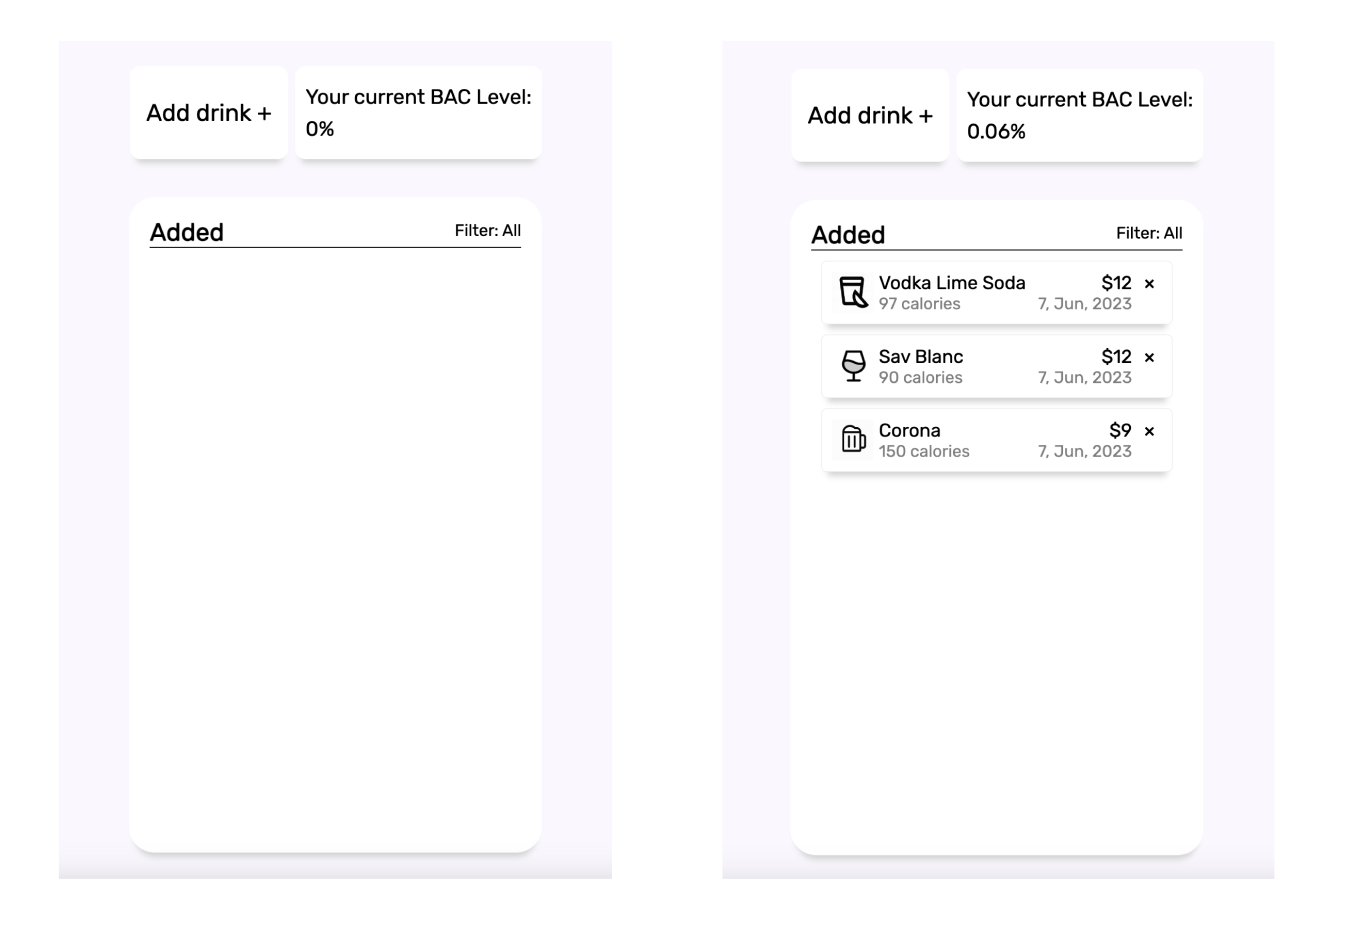 Add drink +
Your current BAC Level:
0%
Added
Filter: All
Add drink +
Your current BAC Level:
0.06%
Added
Filter: All
Vodka Lime Soda $12 ×
97 calories 7, Jun, 2023
Sav Blanc $12 ×
90 calories 7, Jun, 2023
Corona $9 ×
150 calories 7, Jun, 2023